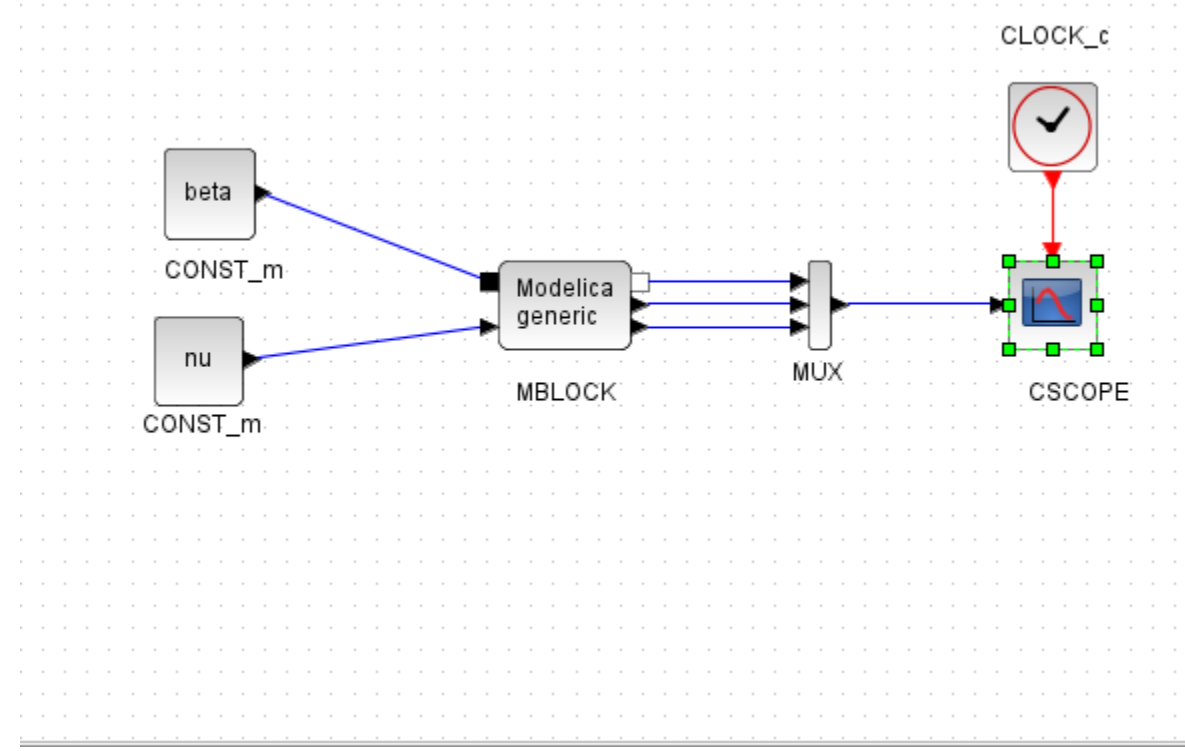 CLOCK_c
beta
CONST_m
Modelica
generic
nu
MUX
MBLOCK
CSCOPE
CONST_m